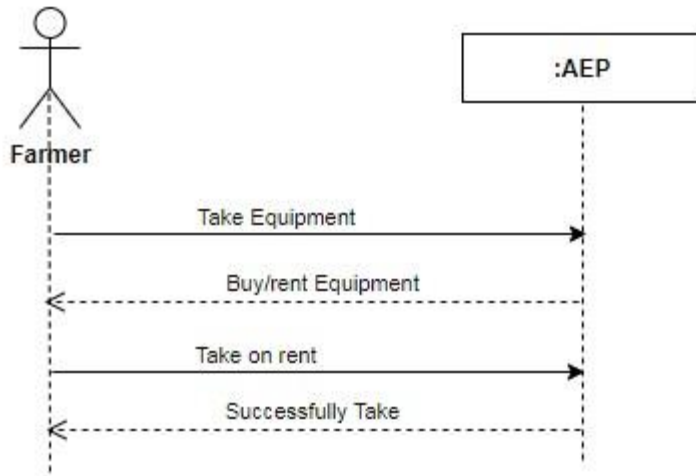 :AEP
Farmer
Take Equipment
Buy/rent Equipment
Take on rent
Successfully Take